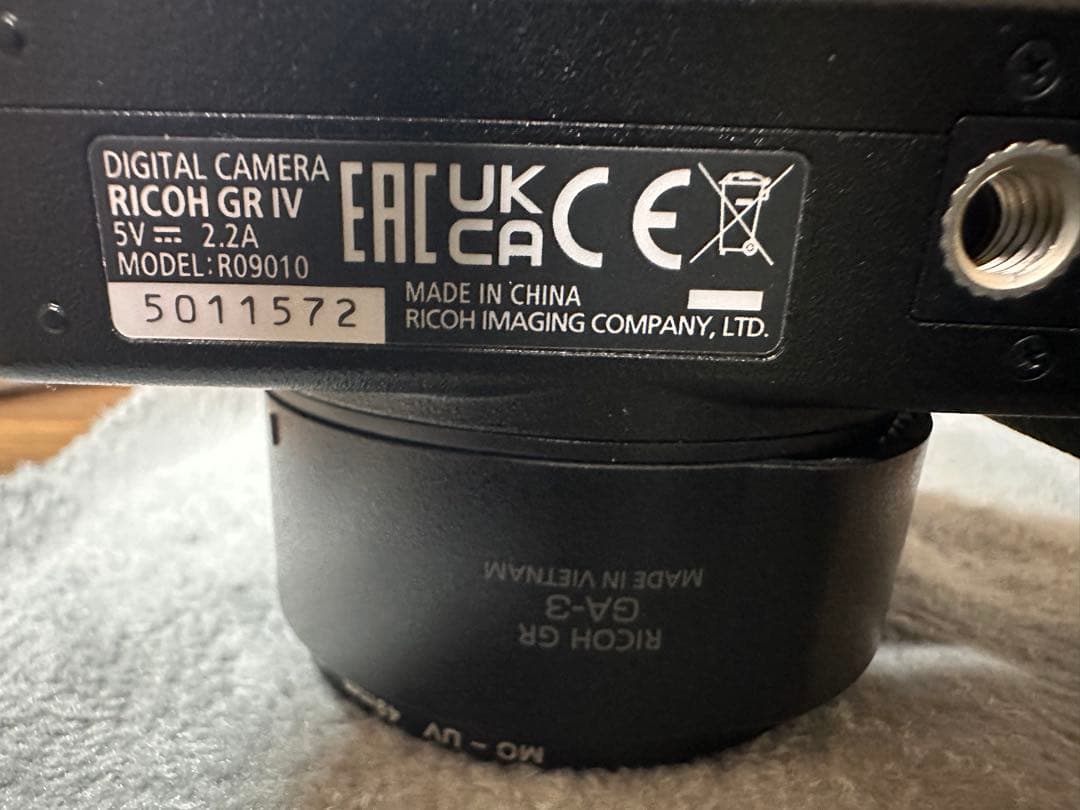 DIGITAL CAMERA
RICOH GR IV
5V ⎓ 2.2A
MODEL:R09010
5011572
EAC
UK
CA
CE
MADE IN CHINA
RICOH IMAGING COMPANY, LTD.
RICOH GR
GA-3
MADE IN VIETNAM
MC - UV